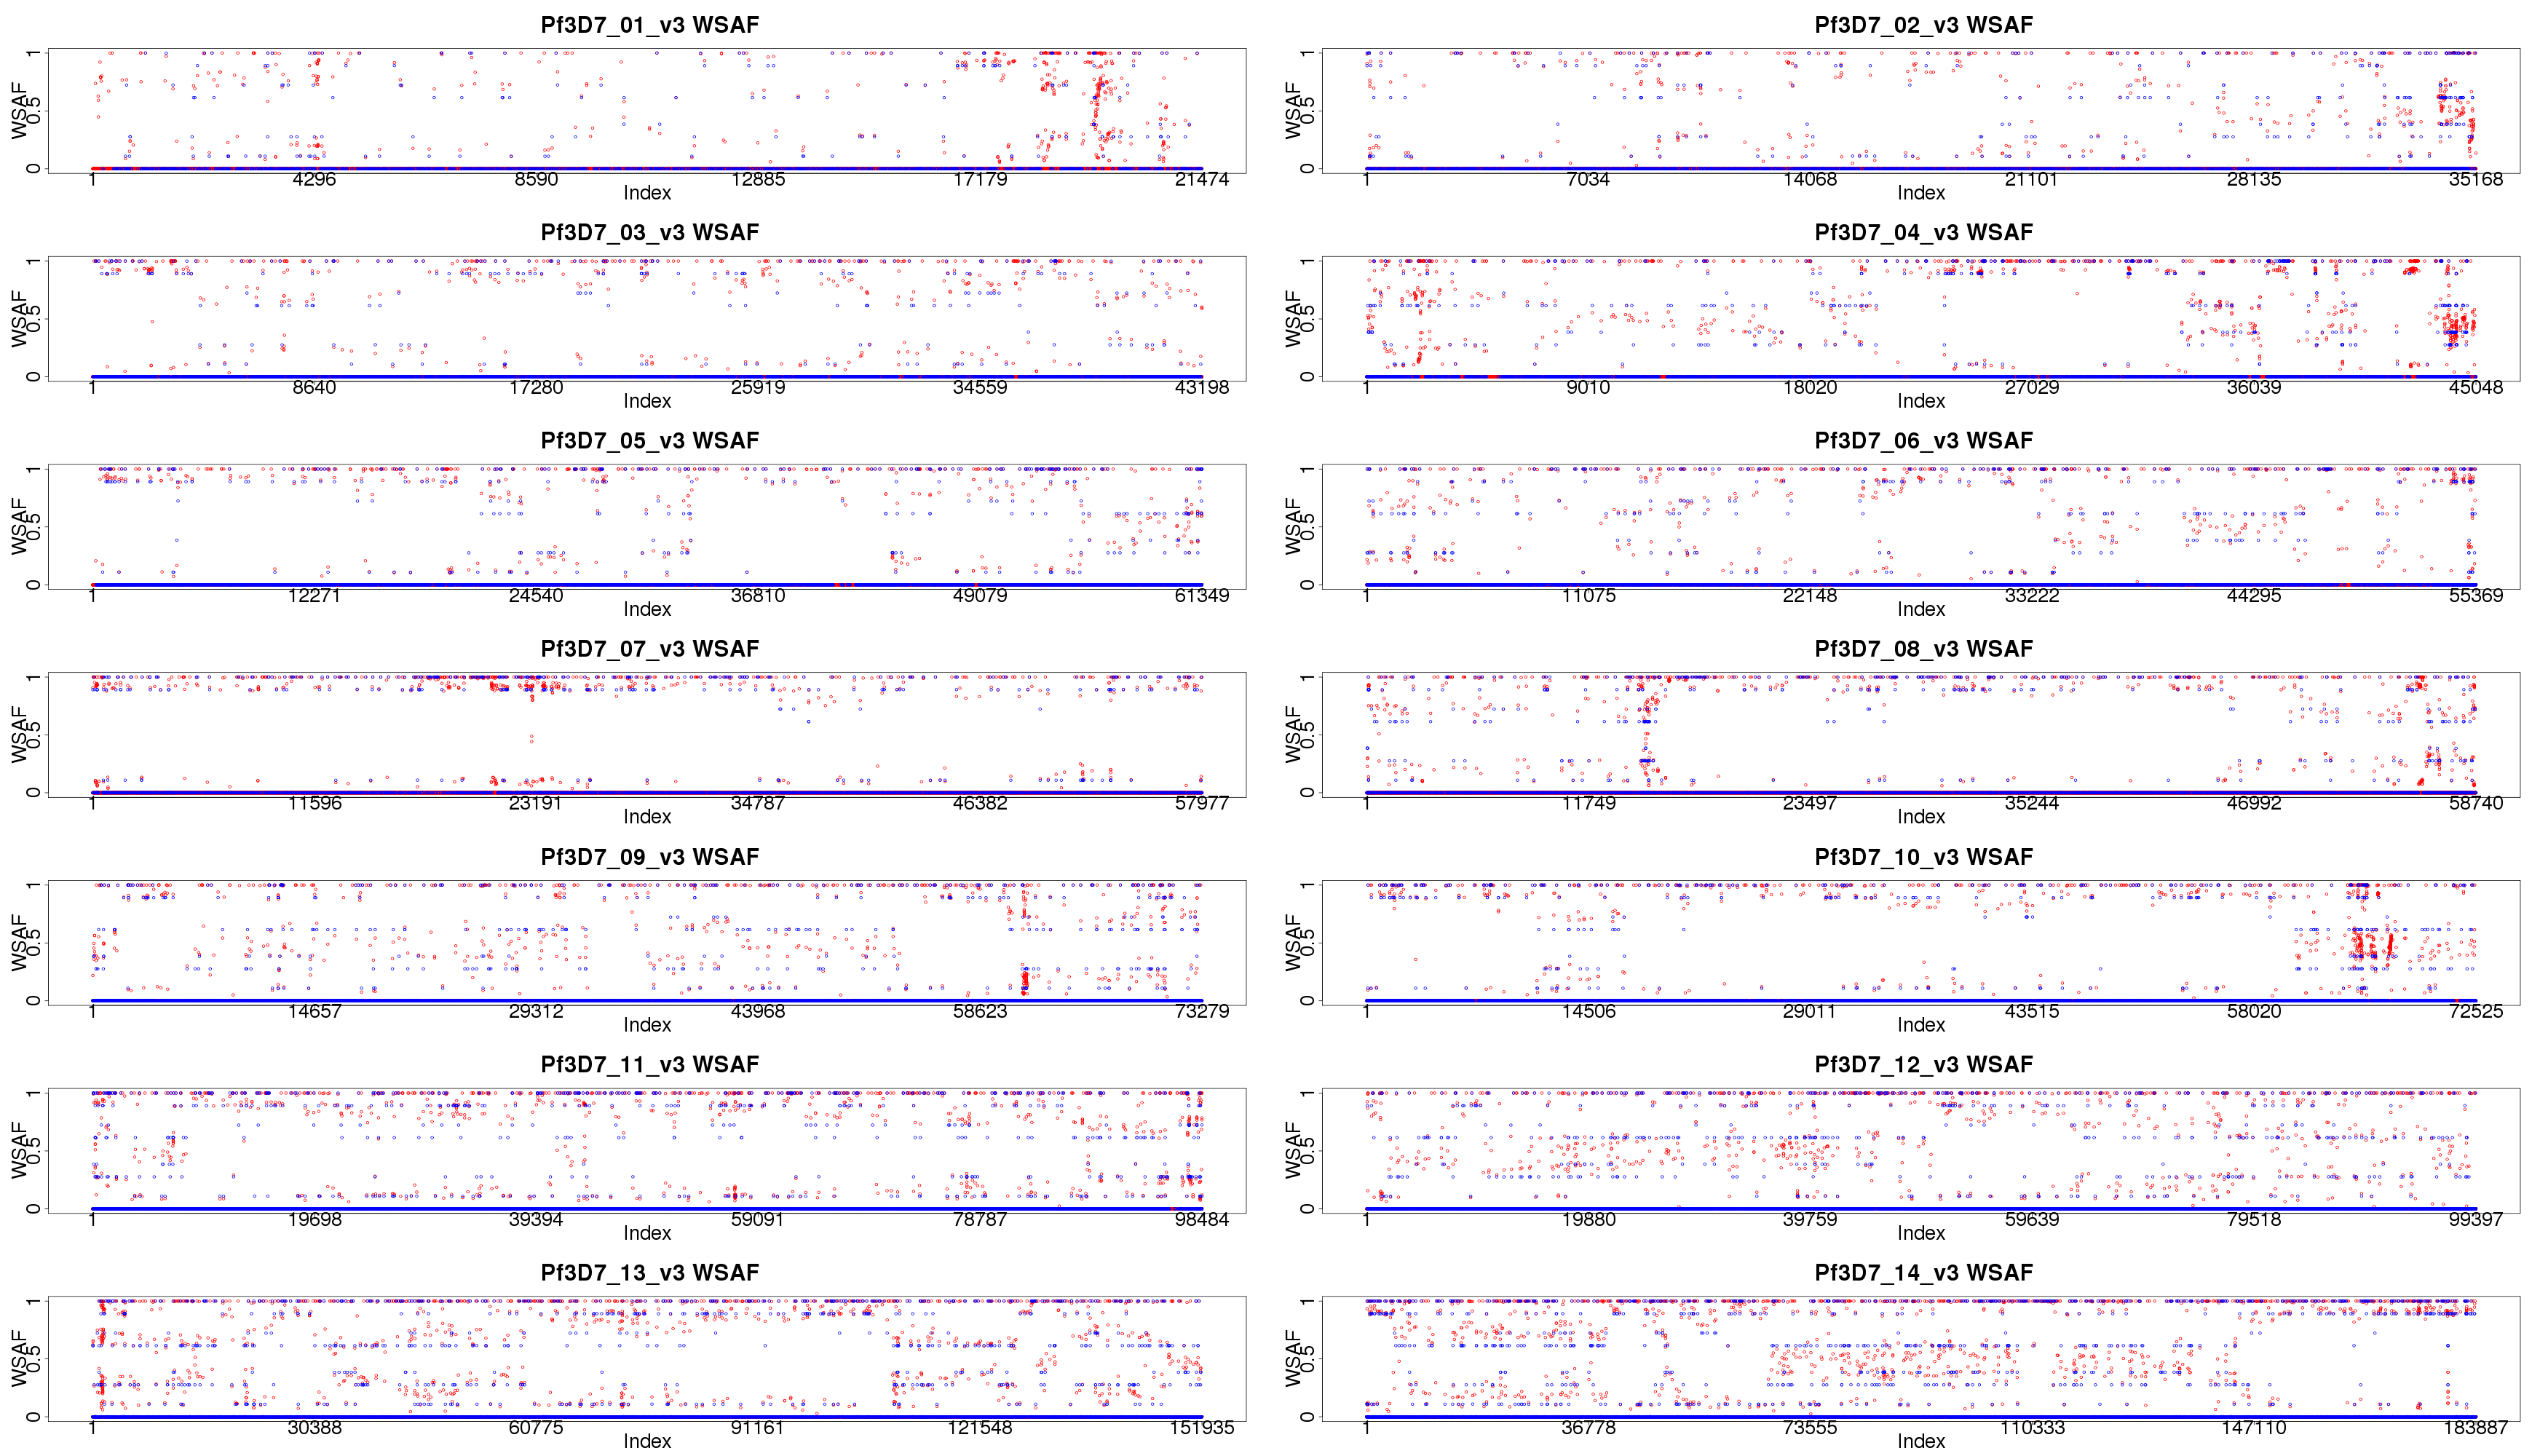 Pf3D7_01_v3 WSAF
WSAF
0 0.5 1
1 4296 8590 12885 17179 21474
Index
Pf3D7_02_v3 WSAF
WSAF
0 0.5 1
1 7034 14068 21101 28135 35168
Index
Pf3D7_03_v3 WSAF
WSAF
0 0.5 1
1 8640 17280 25919 34559 43198
Index
Pf3D7_04_v3 WSAF
WSAF
0 0.5 1
1 9010 18020 27029 36039 45048
Index
Pf3D7_05_v3 WSAF
WSAF
0 0.5 1
1 12271 24540 36810 49079 61349
Index
Pf3D7_06_v3 WSAF
WSAF
0 0.5 1
1 11075 22148 33222 44295 55369
Index
Pf3D7_07_v3 WSAF
WSAF
0 0.5 1
1 11596 23191 34787 46382 57977
Index
Pf3D7_08_v3 WSAF
WSAF
0 0.5 1
1 11749 23497 35244 46992 58740
Index
Pf3D7_09_v3 WSAF
WSAF
0 0.5 1
1 14657 29312 43968 58623 73279
Index
Pf3D7_10_v3 WSAF
WSAF
0 0.5 1
1 14506 29011 43515 58020 72525
Index
Pf3D7_11_v3 WSAF
WSAF
0 0.5 1
1 19698 39394 59091 78787 98484
Index
Pf3D7_12_v3 WSAF
WSAF
0 0.5 1
1 19880 39759 59639 79518 99397
Index
Pf3D7_13_v3 WSAF
WSAF
0 0.5 1
1 30388 60775 91161 121548 151935
Index
Pf3D7_14_v3 WSAF
WSAF
0 0.5 1
1 36778 73555 110333 147110 183887
Index